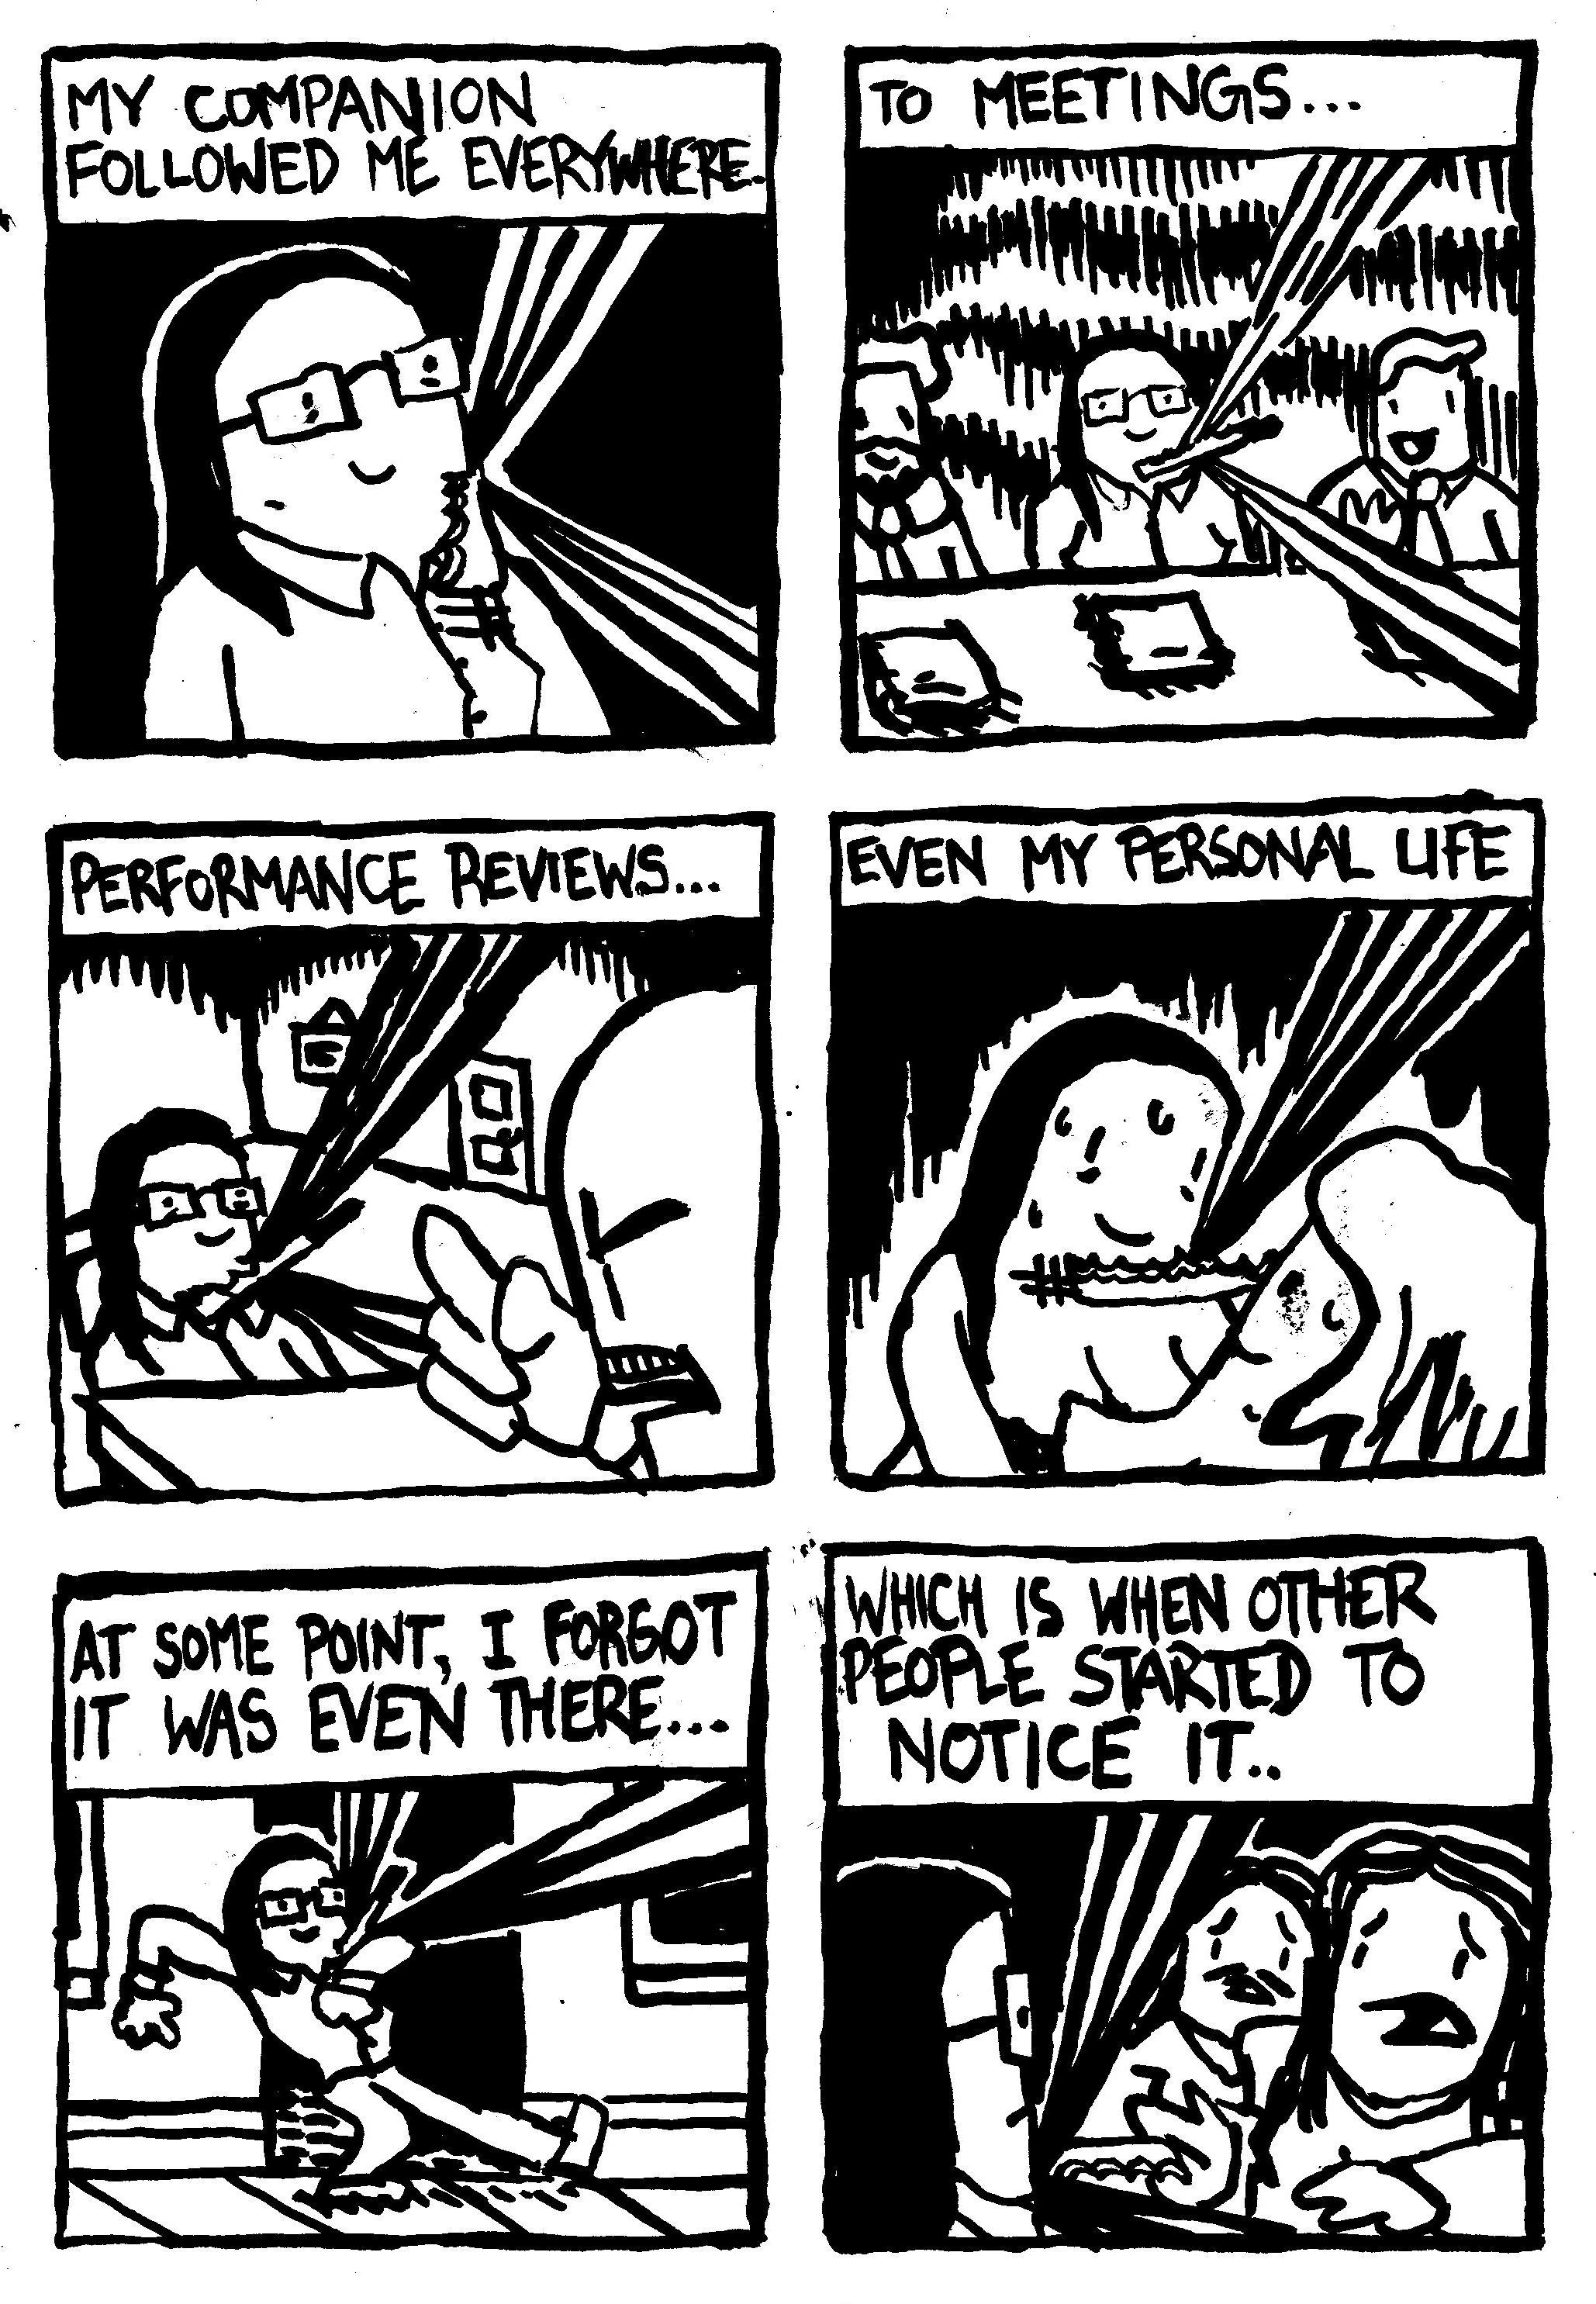 MY COMPANION
FOLLOWED ME EVERYWHERE.
TO MEETINGS...
PERFORMANCE REVIEWS...
EVEN MY PERSONAL LIFE
AT SOME POINT, I FORGOT
IT WAS EVEN THERE...
WHICH IS WHEN OTHER
PEOPLE STARTED TO
NOTICE IT..